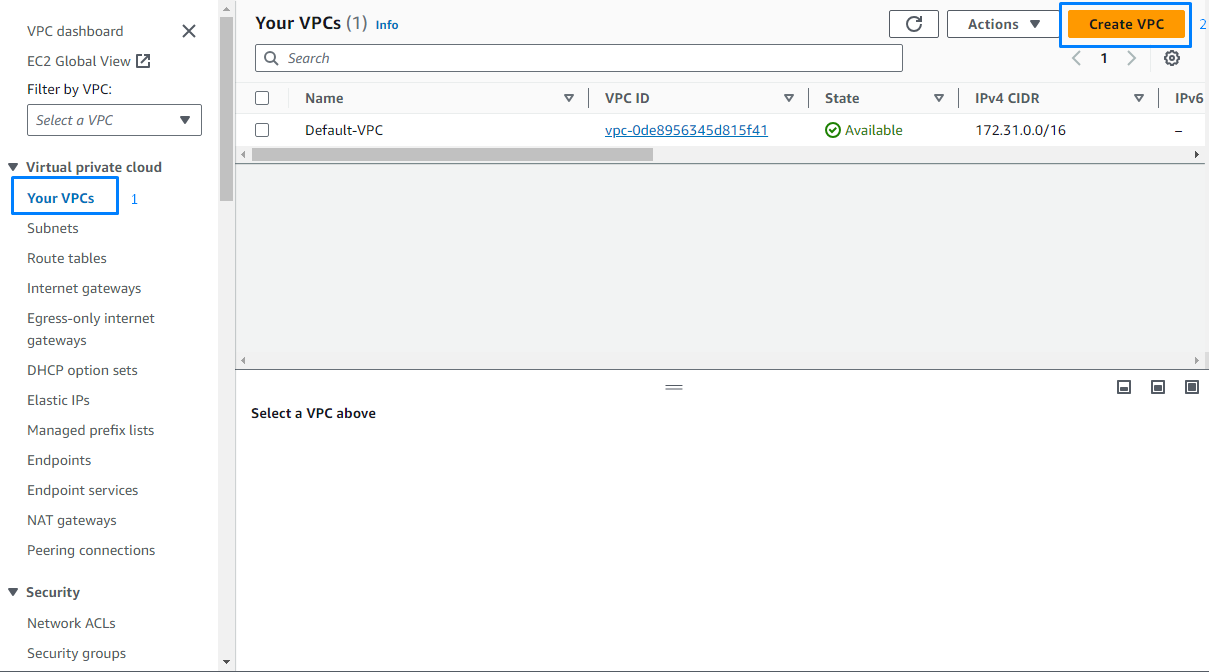 VPC dashboard
EC2 Global View
Filter by VPC:
Select a VPC
Virtual private cloud
Your VPCs 1
Subnets
Route tables
Internet gateways
Egress-only internet
gateways
DHCP option sets
Elastic IPs
Managed prefix lists
Endpoints
Endpoint services
NAT gateways
Peering connections
Security
Network ACLs
Security groups
Your VPCs (1) Info
Actions
Create VPC 2
Search
1
Name VPC ID State IPv4 CIDR IPv6
Default-VPC vpc-0de8956345d815f41 Available 172.31.0.0/16 –
Select a VPC above